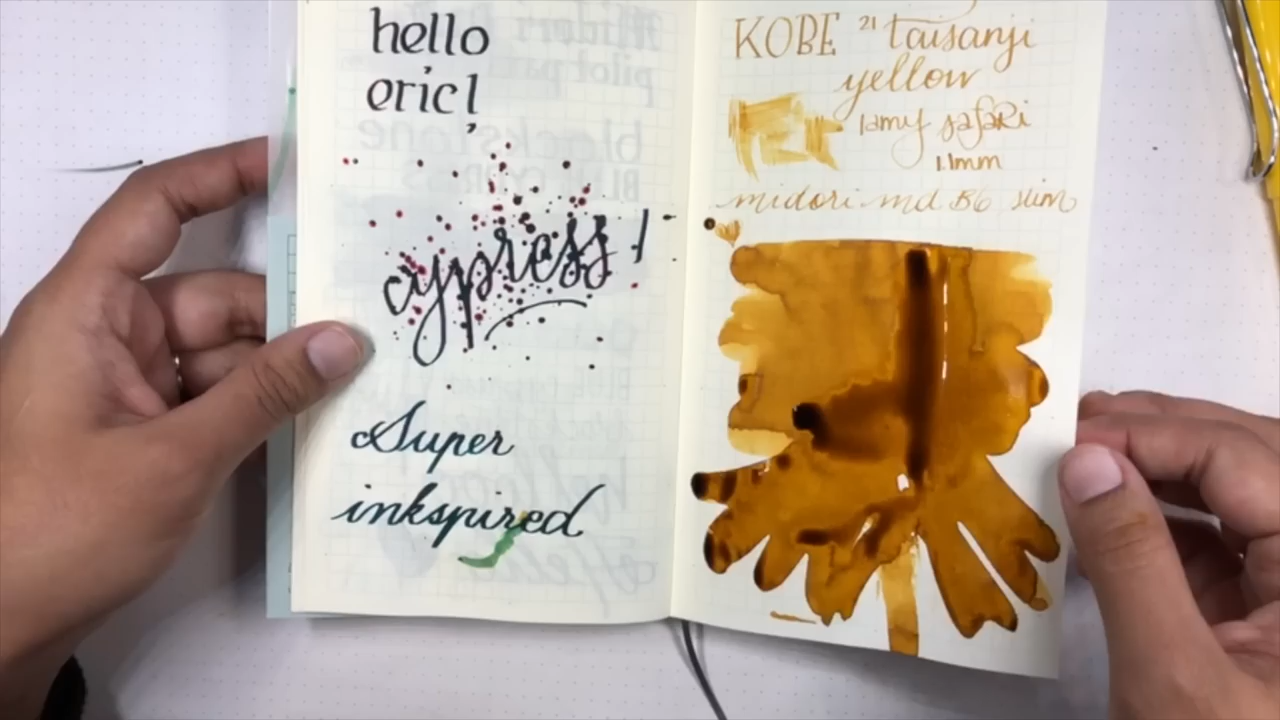 hello
eric!
cypress!
Super
inkspired
KOBE 21 taisanji
yellow
lamy safari
1.1mm
midori md B6 slim